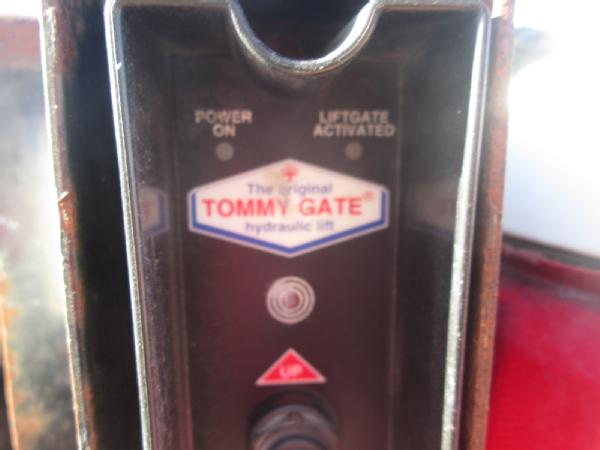 POWER
ON
LIFTGATE
ACTIVATED
The original
TOMMY GATE®
hydraulic lift
UP